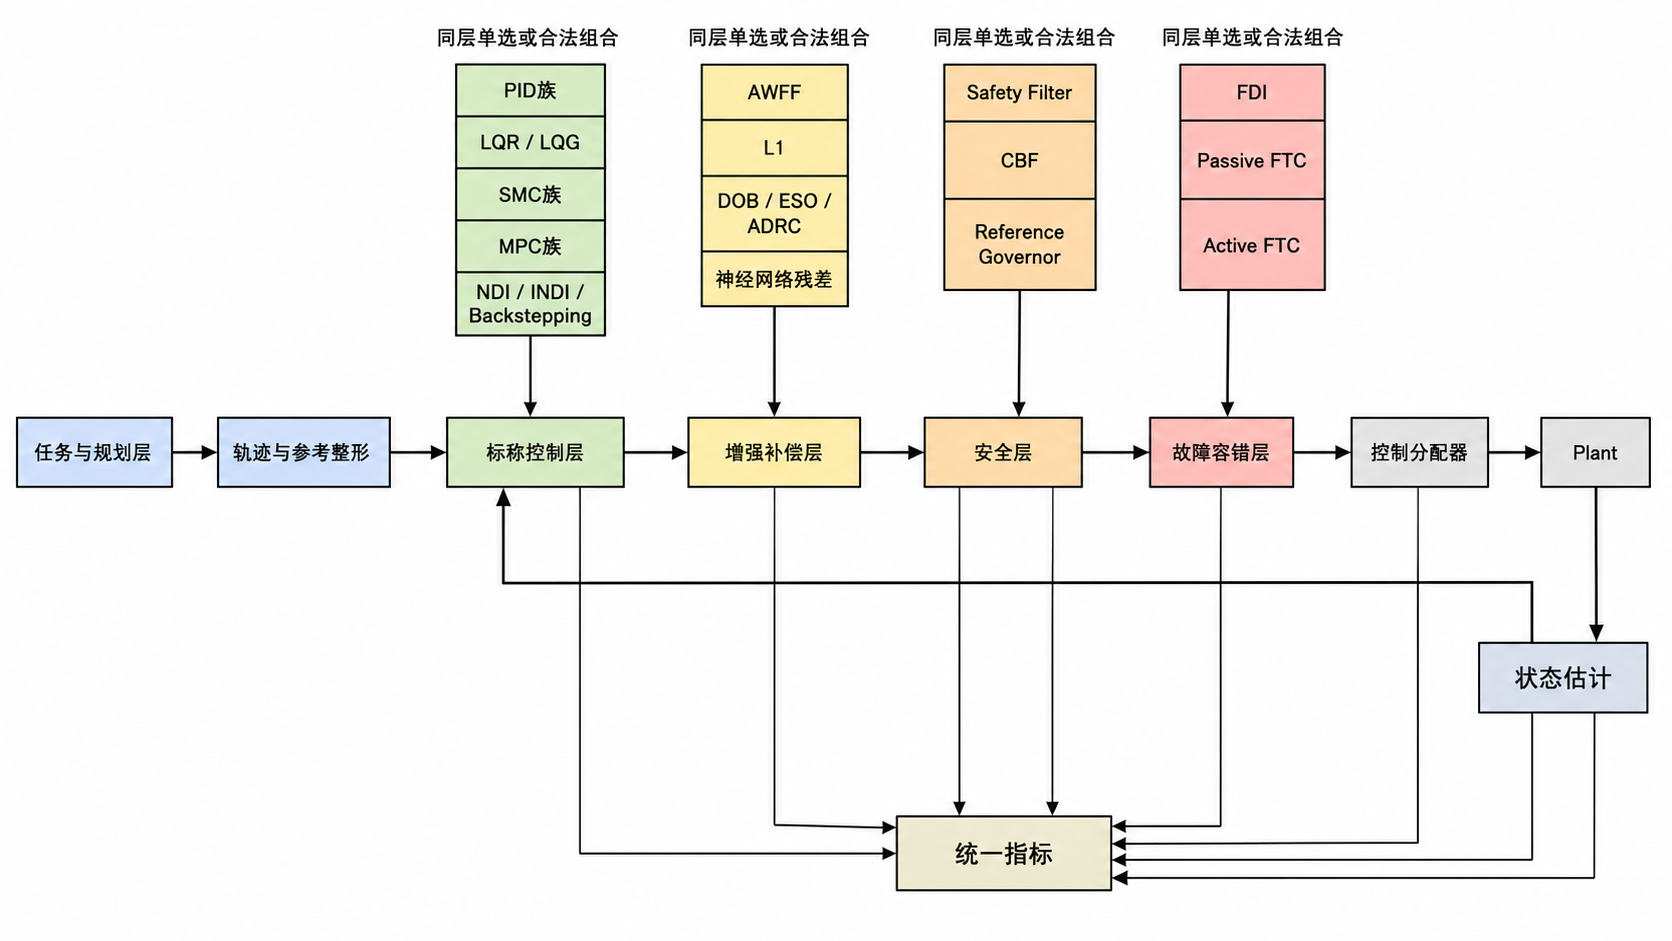 同层单选或合法组合
PID族
LQR / LQG
SMC族
MPC族
NDI / INDI /
Backstepping
同层单选或合法组合
AWFF
L1
DOB / ESO /
ADRC
神经网络残差
同层单选或合法组合
Safety Filter
CBF
Reference
Governor
同层单选或合法组合
FDI
Passive FTC
Active FTC
任务与规划层
轨迹与参考整形
标称控制层
增强补偿层
安全层
故障容错层
控制分配器
Plant
状态估计
统一指标